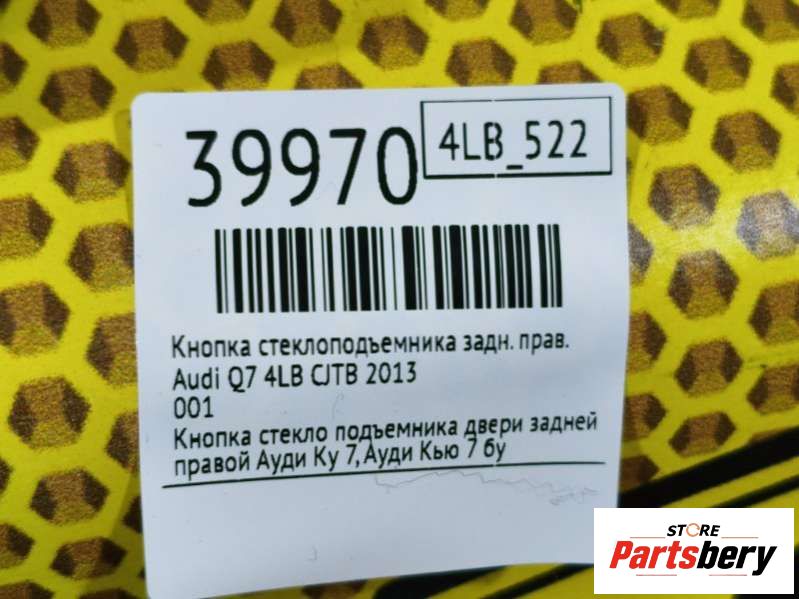 39970
4LB_522
Кнопка стеклоподъемника задн. прав.
Audi Q7 4LB CJTB 2013
001
Кнопка стекло подъемника двери задней
правой Ауди Ку 7, Ауди Кью 7 бу
STORE
Partsbery